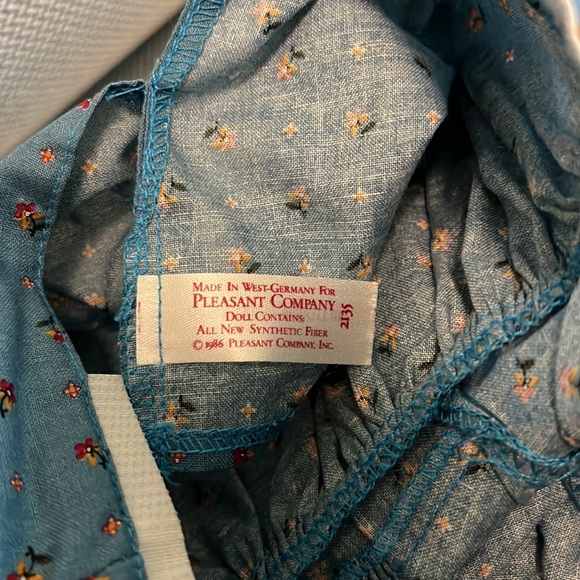 Made In West-Germany For
Pleasant Company
Doll Contains:
All New Synthetic Fiber
© 1986 Pleasant Company, Inc.
2135